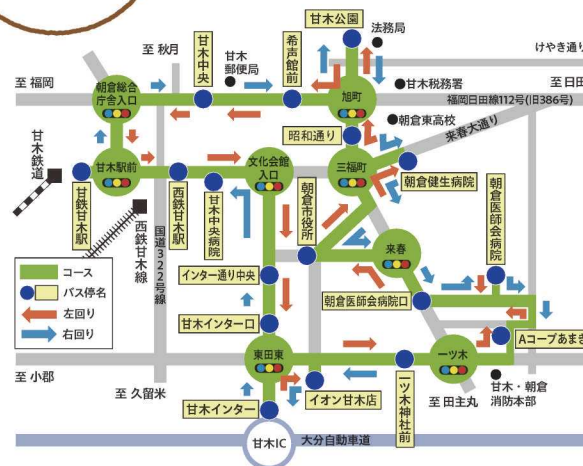 甘木公園
法務局
けやき通り
至 秋月
甘木中央
甘木
郵便局
希声館前
至 福岡
朝倉総合
庁舎入口
旭町
甘木税務署
至 日田
福岡日田線112号(旧386号)
朝倉東高校
来春大通り
昭和通り
甘木鉄道
甘木駅前
文化会館
入口
三福町
朝倉健生病院
甘鉄甘木駅
西鉄甘木駅
甘木中央病院
朝倉市役所
朝倉医師会病院
西鉄甘木線
国道322号線
来春
コース
バス停名
左回り
右回り
インター通り中央
朝倉医師会病院口
甘木インター口
Aコープあまぎ
東田東
一ツ木
至 小郡
至 久留米
甘木インター
イオン甘木店
一ツ木神社前
至 田主丸
甘木・朝倉
消防本部
甘木IC
大分自動車道